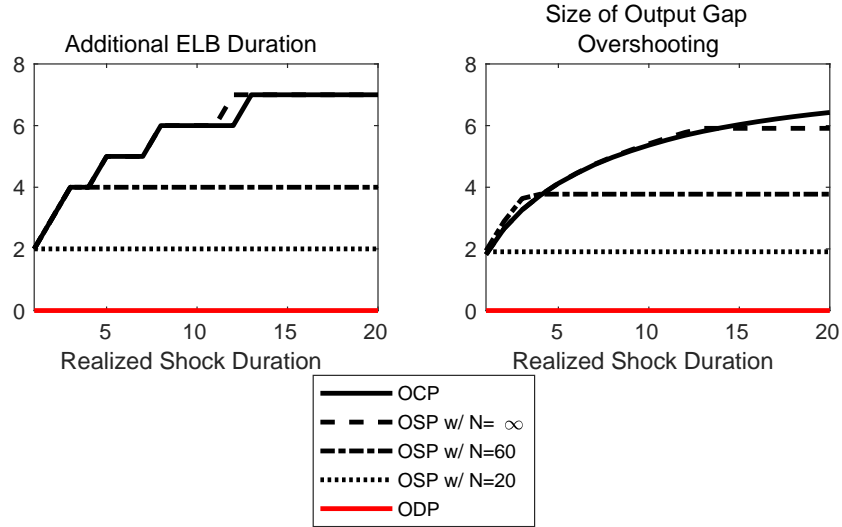 Additional ELB Duration
8
6
4
2
0
5
10
15
20
Realized Shock Duration
Size of Output Gap
Overshooting
8
6
4
2
0
5
10
15
20
Realized Shock Duration
OCP
OSP w/ N= ∞
OSP w/ N=60
OSP w/ N=20
ODP